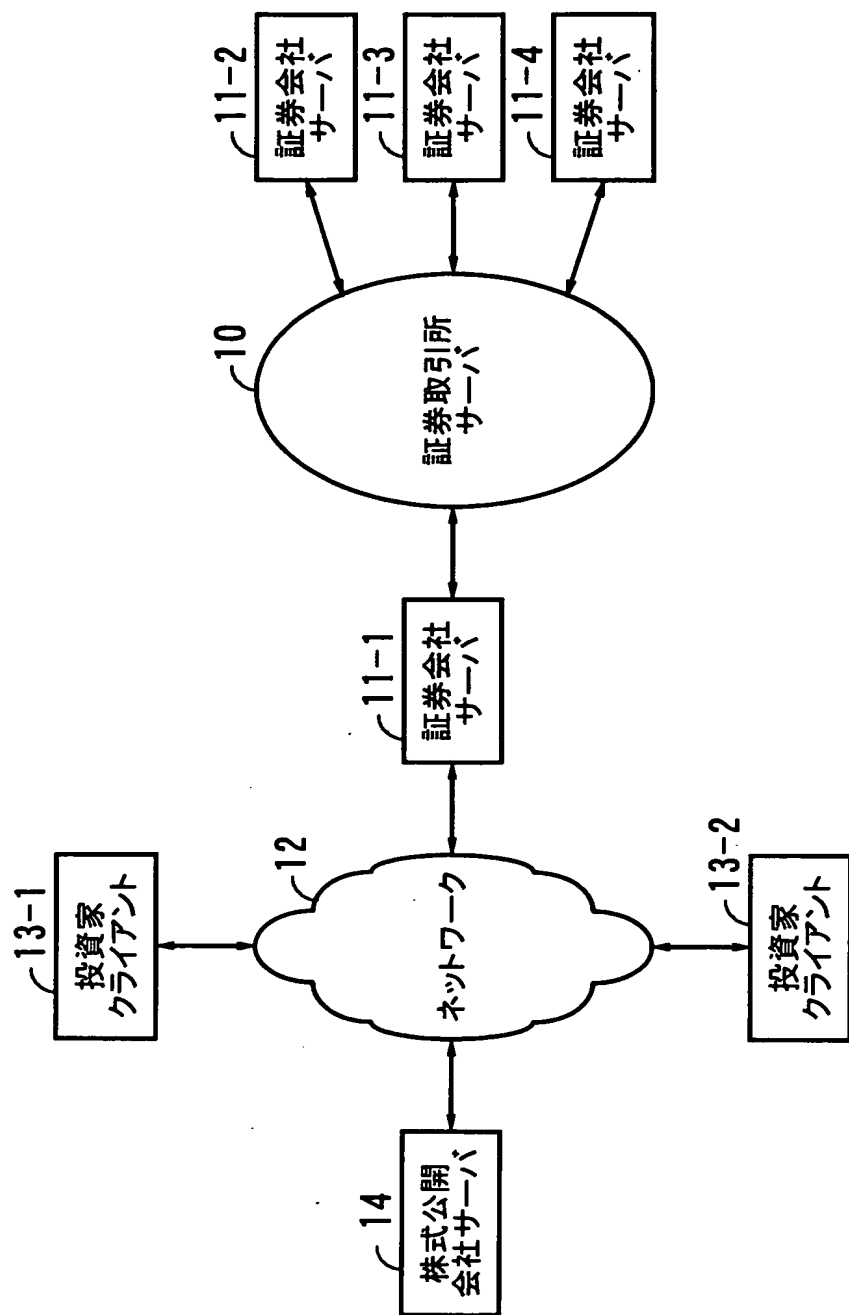 13-1
投資家
クライアント
14
株式公開
会社サーバ
12
ネットワーク
11-1
証券会社
サーバ
10
証券取引所
サーバ
11-2
証券会社
サーバ
11-3
証券会社
サーバ
11-4
証券会社
サーバ
13-2
投資家
クライアント